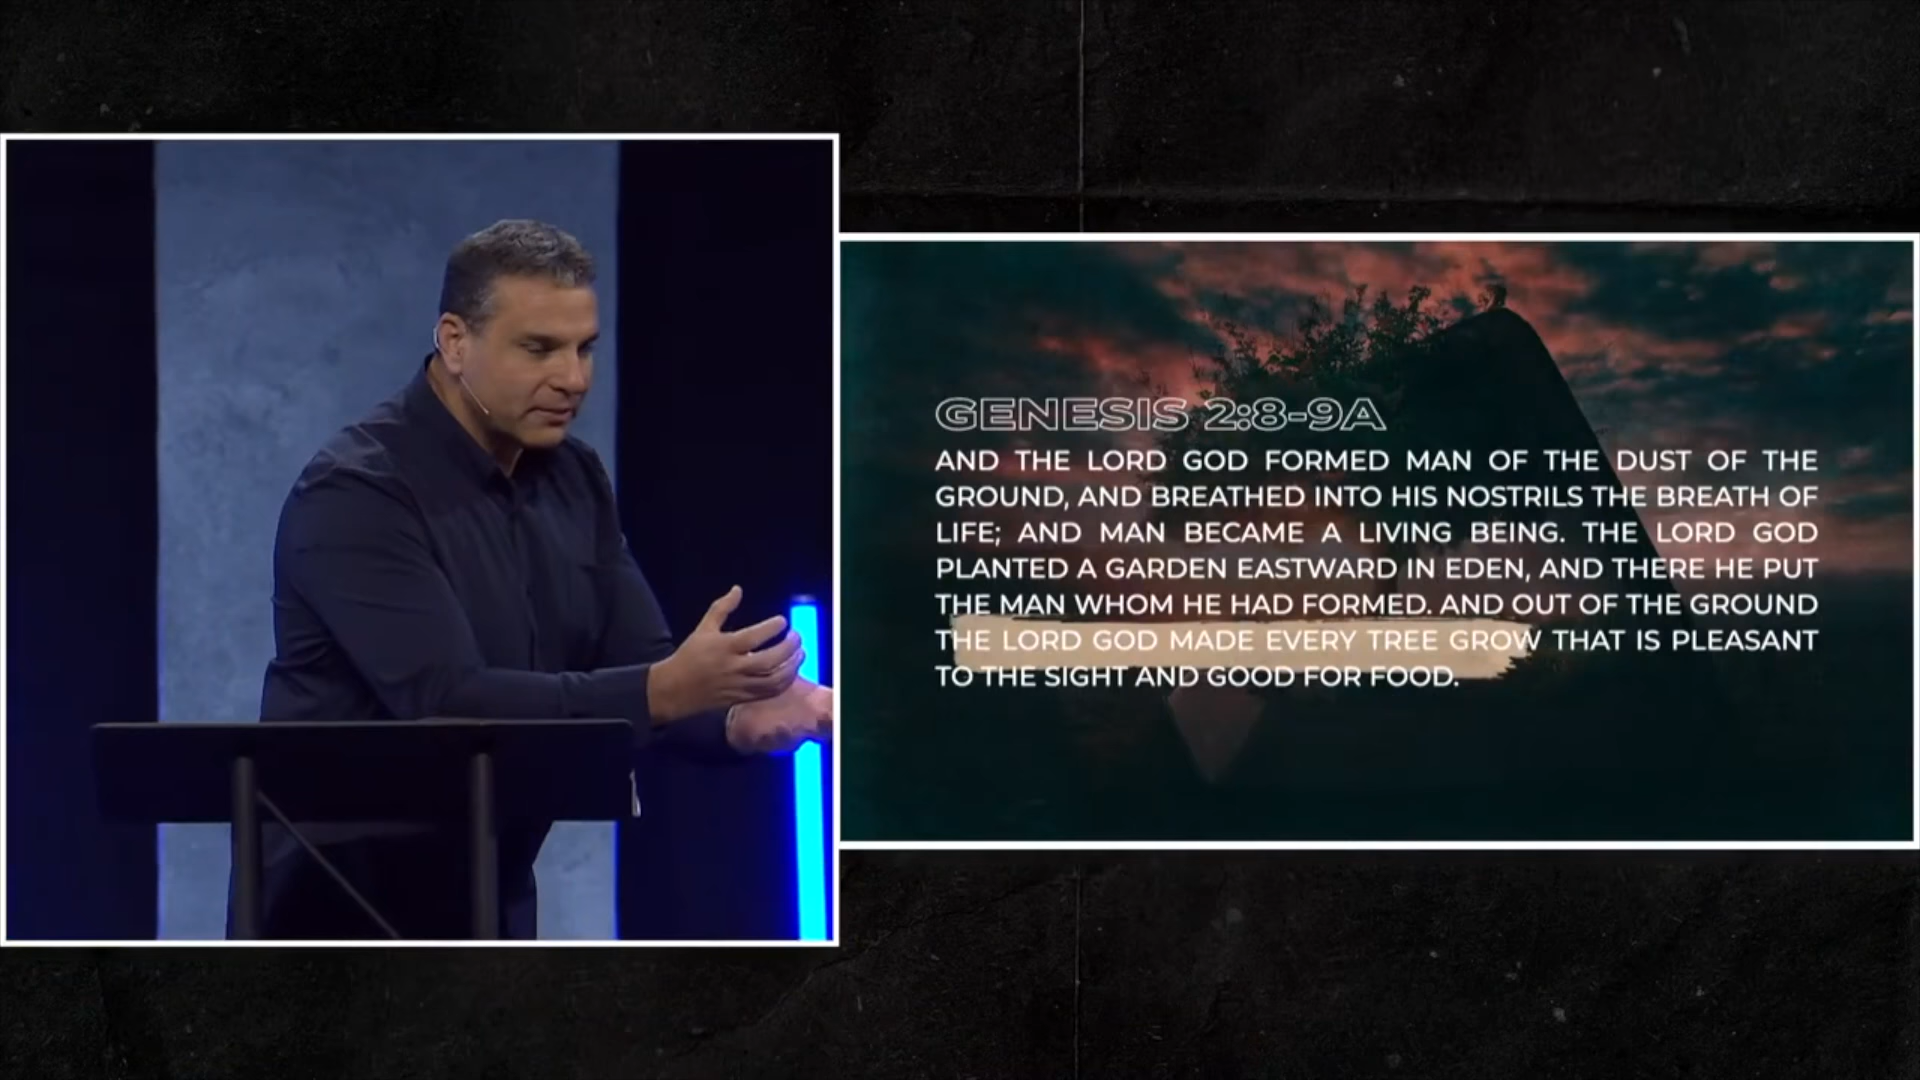 GENESIS 2:8-9A
AND THE LORD GOD FORMED MAN OF THE DUST OF THE
GROUND, AND BREATHED INTO HIS NOSTRILS THE BREATH OF
LIFE; AND MAN BECAME A LIVING BEING. THE LORD GOD
PLANTED A GARDEN EASTWARD IN EDEN, AND THERE HE PUT
THE MAN WHOM HE HAD FORMED. AND OUT OF THE GROUND
THE LORD GOD MADE EVERY TREE GROW THAT IS PLEASANT
TO THE SIGHT AND GOOD FOR FOOD.